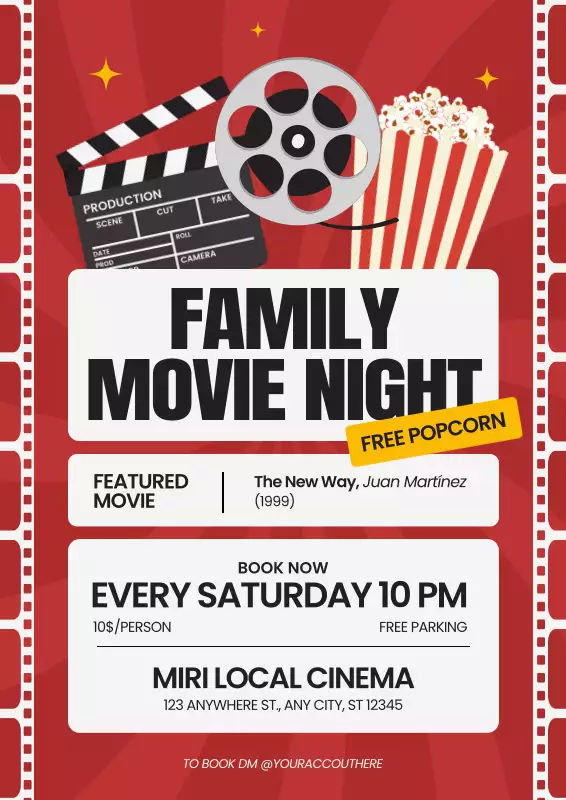 PRODUCTION
SCENE CUT TAKE
DATE ROLL
PROD CAMERA
FAMILY
MOVIE NIGHT
FREE POPCORN
FEATURED
MOVIE
The New Way, Juan Martínez
(1999)
BOOK NOW
EVERY SATURDAY 10 PM
10$/PERSON FREE PARKING
MIRI LOCAL CINEMA
123 ANYWHERE ST., ANY CITY, ST 12345
TO BOOK DM @YOURACCOUTHERE